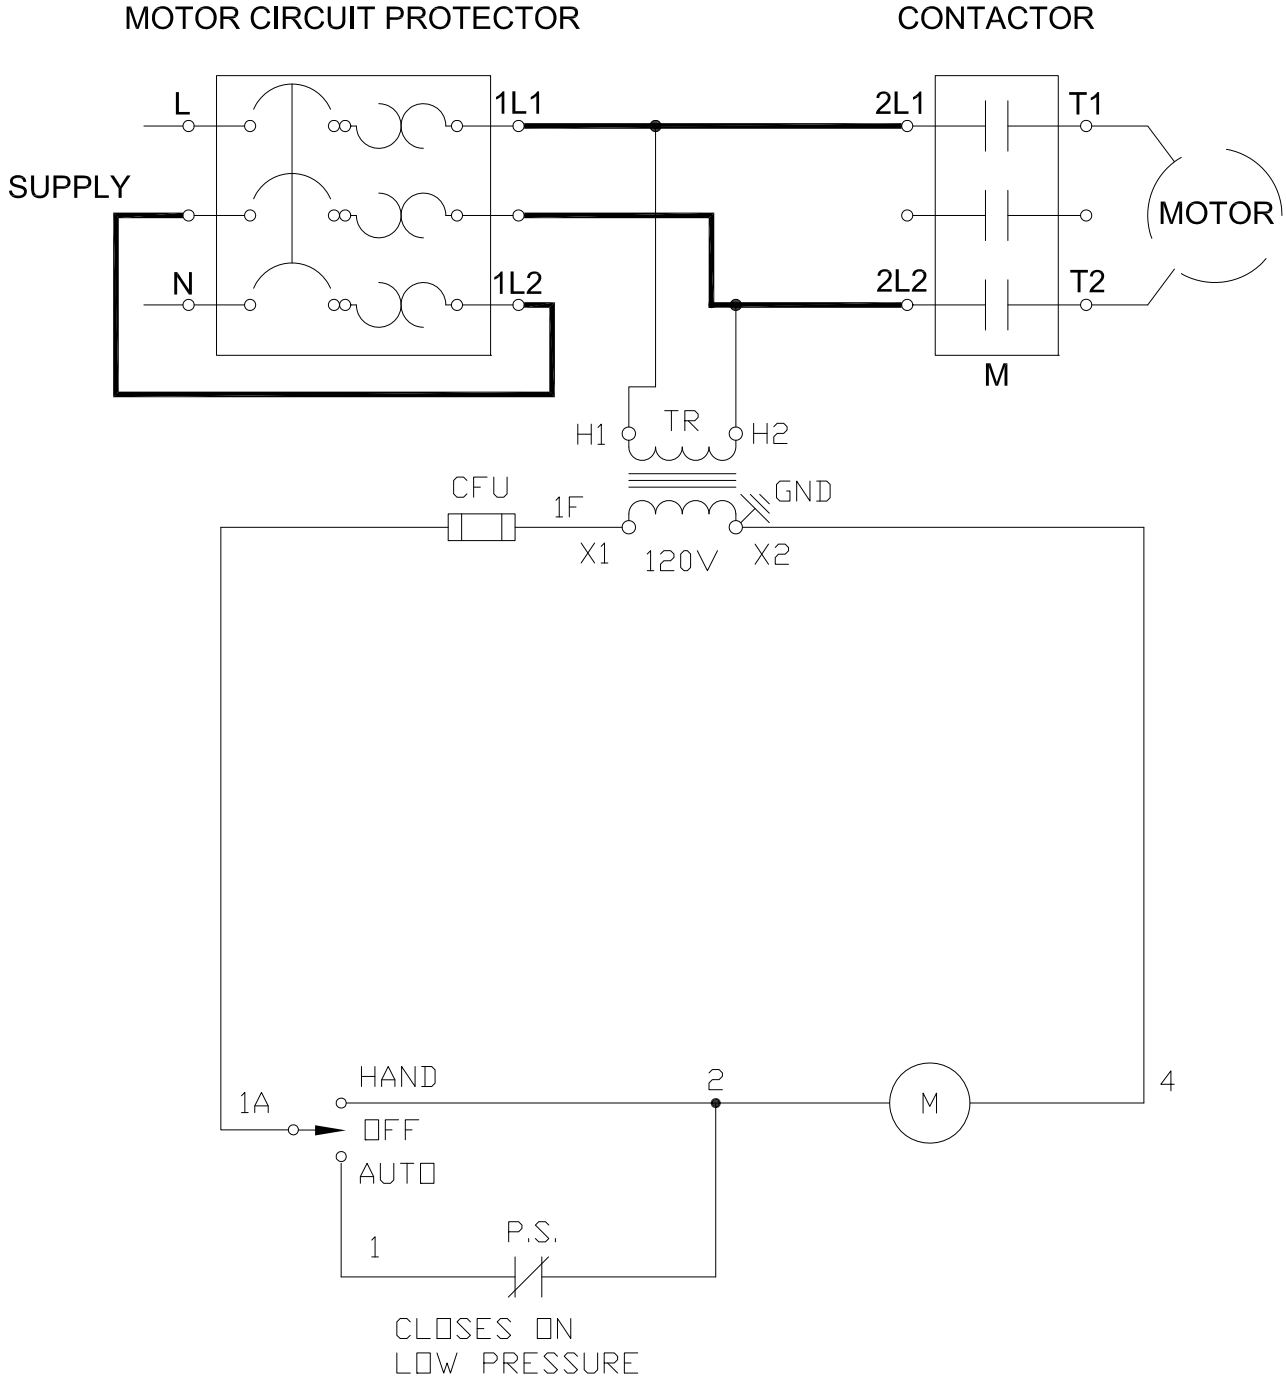 MOTOR CIRCUIT PROTECTOR
CONTACTOR
L
1L1
2L1
T1
SUPPLY
MOTOR
N
1L2
2L2
T2
M
H1
TR
H2
CFU
1F
GND
X1
120V
X2
HAND
2
4
1A
M
OFF
AUTO
1
P.S.
CLOSES ON
LOW PRESSURE